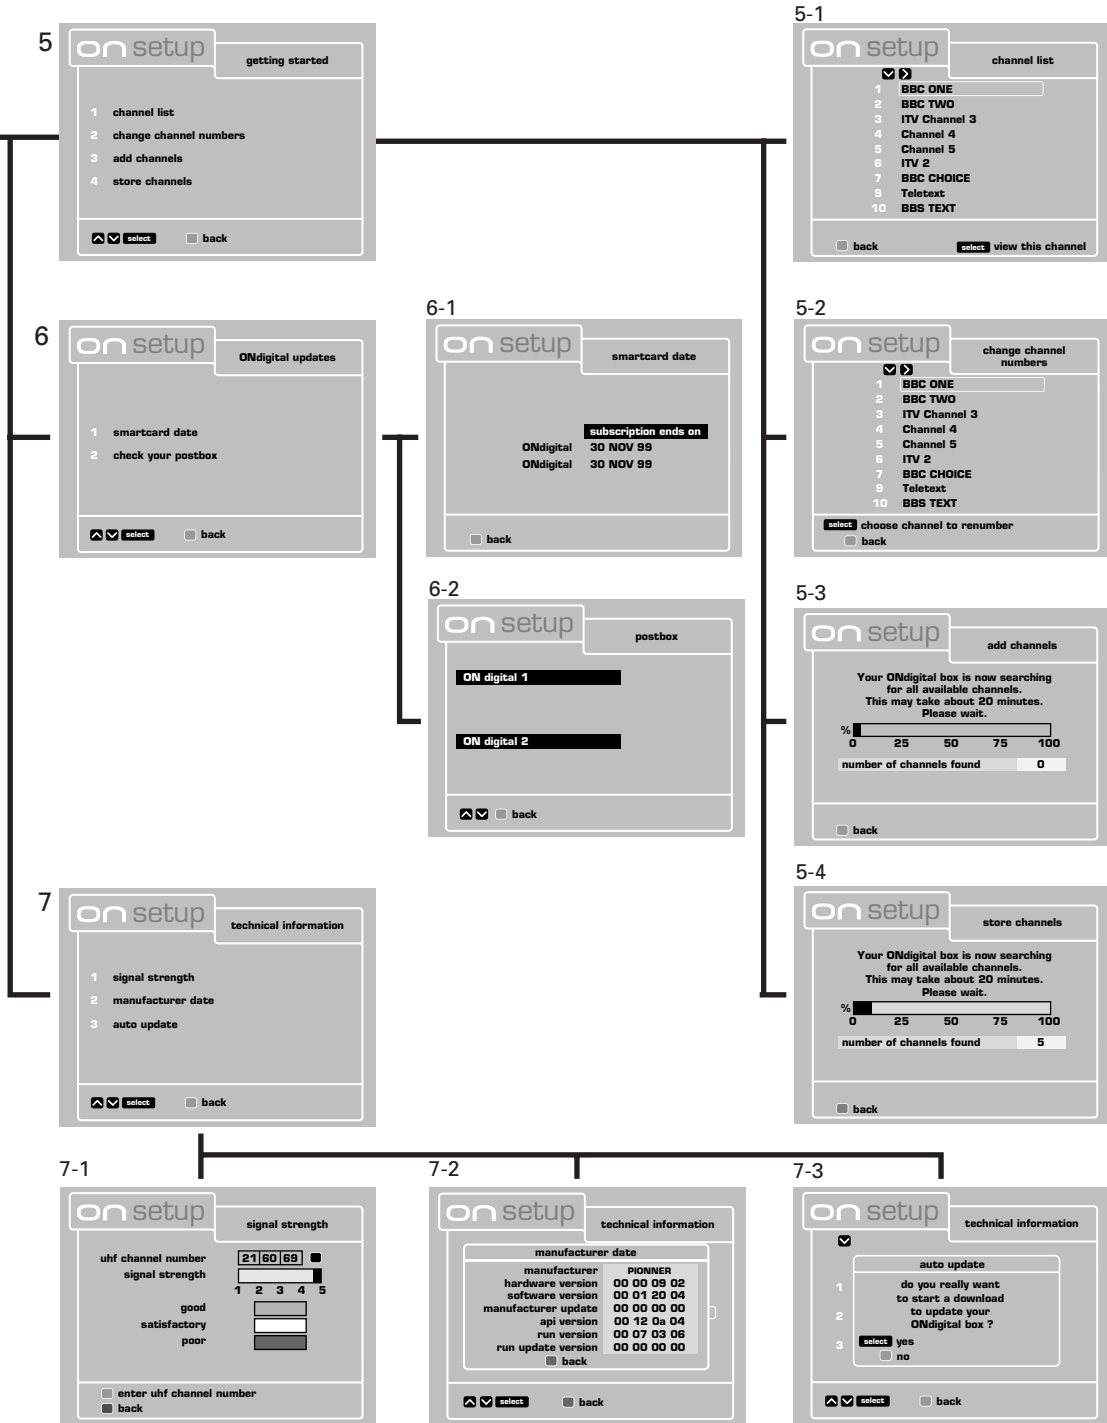 5
on setup
getting started
1 channel list
2 change channel numbers
3 add channels
4 store channels
select back
5-1
on setup
channel list
1 BBC ONE
2 BBC TWO
3 ITV Channel 3
4 Channel 4
5 Channel 5
6 ITV 2
7 BBC CHOICE
9 Teletext
10 BBS TEXT
back select view this channel
6
on setup
ONdigital updates
1 smartcard date
2 check your postbox
select back
6-1
on setup
smartcard date
subscription ends on
ONdigital 30 NOV 99
ONdigital 30 NOV 99
back
5-2
on setup
change channel
numbers
1 BBC ONE
2 BBC TWO
3 ITV Channel 3
4 Channel 4
5 Channel 5
6 ITV 2
7 BBC CHOICE
9 Teletext
10 BBS TEXT
select choose channel to renumber
back
6-2
on setup
postbox
ON digital 1
ON digital 2
back
5-3
on setup
add channels
Your ONdigital box is now searching
for all available channels.
This may take about 20 minutes.
Please wait.
%
0 25 50 75 100
number of channels found 0
back
7
on setup
technical information
1 signal strength
2 manufacturer date
3 auto update
select back
5-4
on setup
store channels
Your ONdigital box is now searching
for all available channels.
This may take about 20 minutes.
Please wait.
%
0 25 50 75 100
number of channels found 5
back
7-1
on setup
signal strength
uhf channel number 21 60 69
signal strength
1 2 3 4 5
good
satisfactory
poor
enter uhf channel number
back
7-2
on setup
technical information
manufacturer date
manufacturer PIONNER
hardware version 00 00 09 02
software version 00 01 20 04
manufacturer update 00 00 00 00
api version 00 12 0a 04
run version 00 07 03 06
run update version 00 00 00 00
back
select back
7-3
on setup
technical information
auto update
1 do you really want
to start a download
2 to update your
ONdigital box ?
3 select yes
no
select back